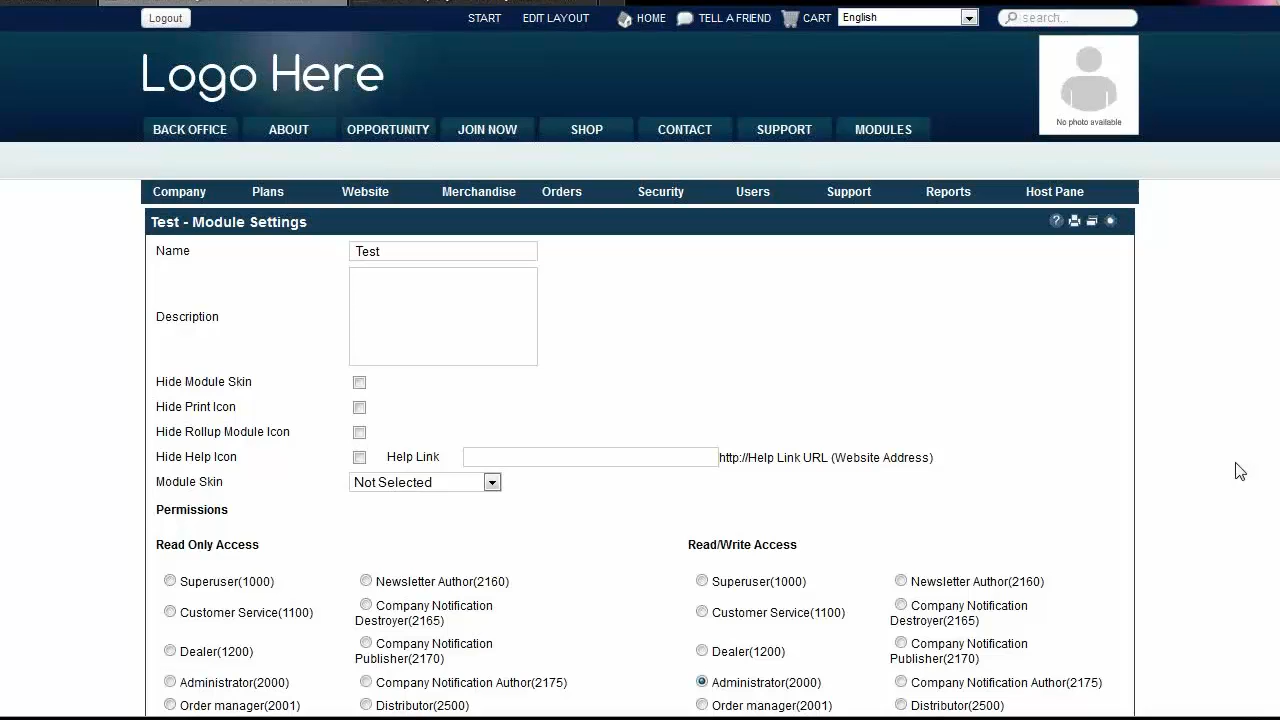 Logout START EDIT LAYOUT HOME TELL A FRIEND CART English search...
Logo Here
No photo available
BACK OFFICE ABOUT OPPORTUNITY JOIN NOW SHOP CONTACT SUPPORT MODULES
Company Plans Website Merchandise Orders Security Users Support Reports Host Pane
Test - Module Settings ?
Name Test
Description
Hide Module Skin
Hide Print Icon
Hide Rollup Module Icon
Hide Help Icon Help Link http://Help Link URL (Website Address)
Module Skin Not Selected
Permissions
Read Only Access Read/Write Access
Superuser(1000) Newsletter Author(2160) Superuser(1000) Newsletter Author(2160)
Customer Service(1100) Company Notification Customer Service(1100) Company Notification
Destroyer(2165) Destroyer(2165)
Dealer(1200) Company Notification Dealer(1200) Company Notification
Publisher(2170) Publisher(2170)
Administrator(2000) Company Notification Author(2175) Administrator(2000) Company Notification Author(2175)
Order manager(2001) Distributor(2500) Order manager(2001) Distributor(2500)